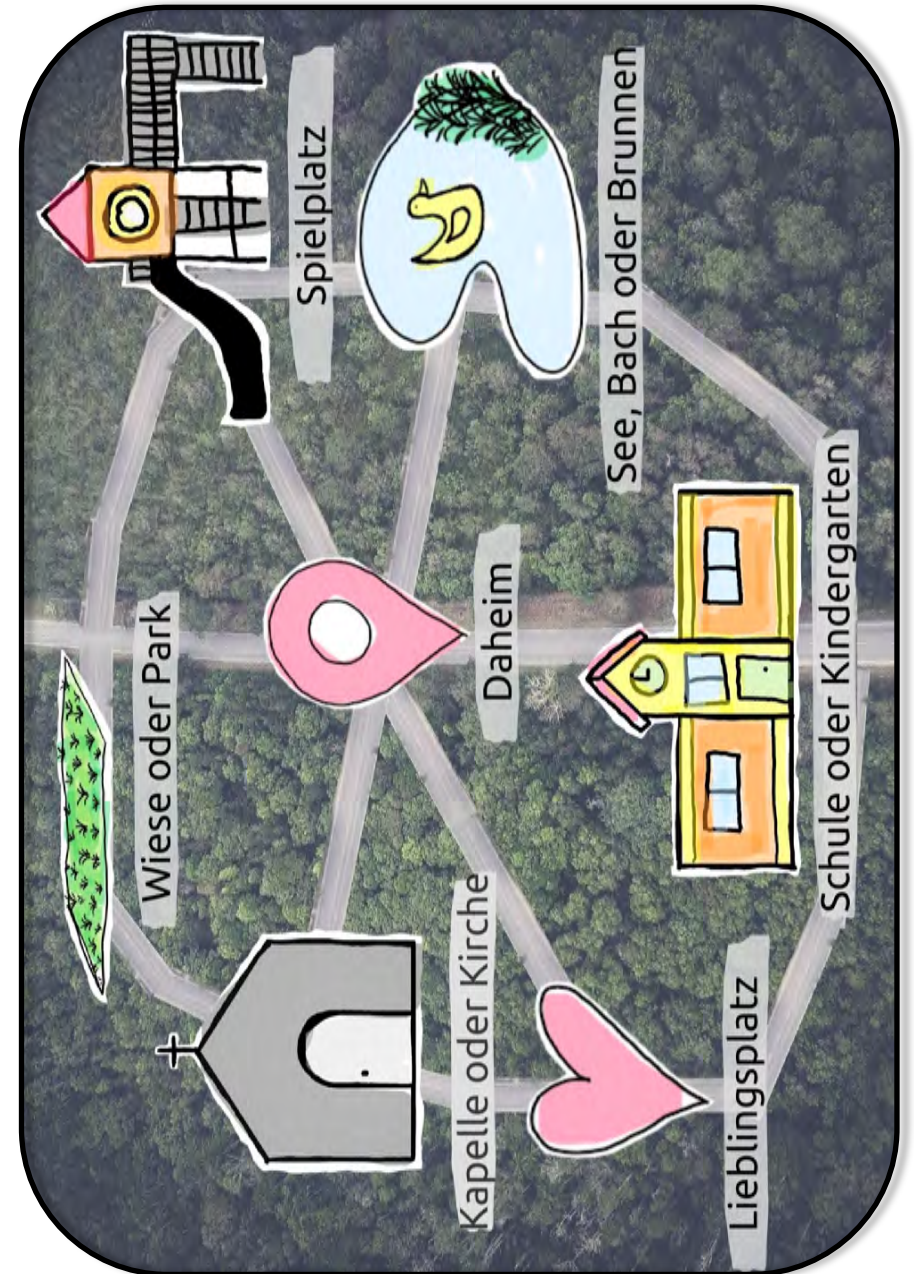 Wiese oder Park
Spielplatz
Kapelle oder Kirche
Daheim
See, Bach oder Brunnen
Lieblingsplatz
Schule oder Kindergarten